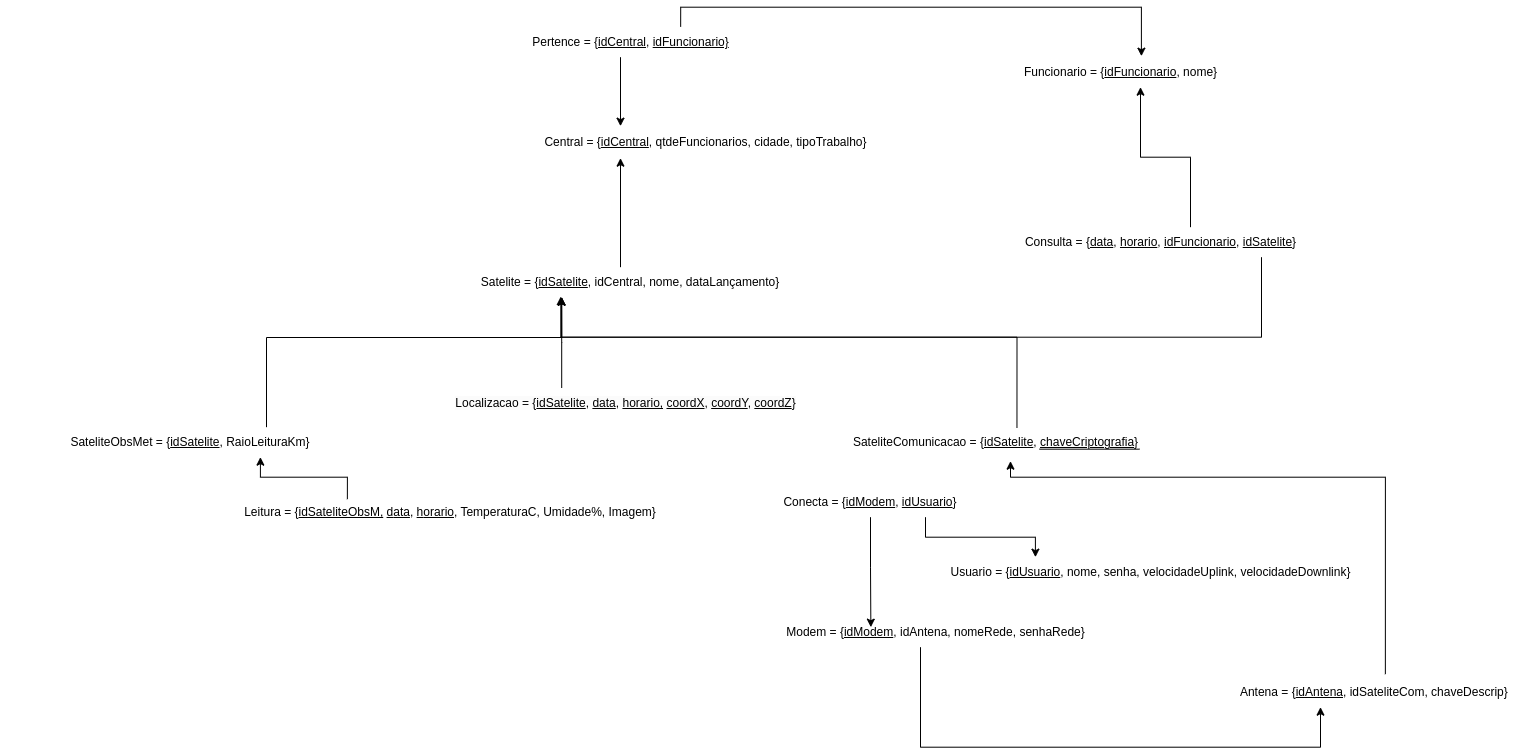 Pertence = {idCentral, idFuncionario}
Funcionario = {idFuncionario, nome}
Central = {idCentral, qtdeFuncionarios, cidade, tipoTrabalho}
Consulta = {data, horario, idFuncionario, idSatelite}
Satelite = {idSatelite, idCentral, nome, dataLançamento}
Localizacao = {idSatelite, data, horario, coordX, coordY, coordZ}
SateliteObsMet = {idSatelite, RaioLeituraKm}
SateliteComunicacao = {idSatelite, chaveCriptografia}
Conecta = {idModem, idUsuario}
Leitura = {idSateliteObsM, data, horario, TemperaturaC, Umidade%, Imagem}
Usuario = {idUsuario, nome, senha, velocidadeUplink, velocidadeDownlink}
Modem = {idModem, idAntena, nomeRede, senhaRede}
Antena = {idAntena, idSateliteCom, chaveDescrip}